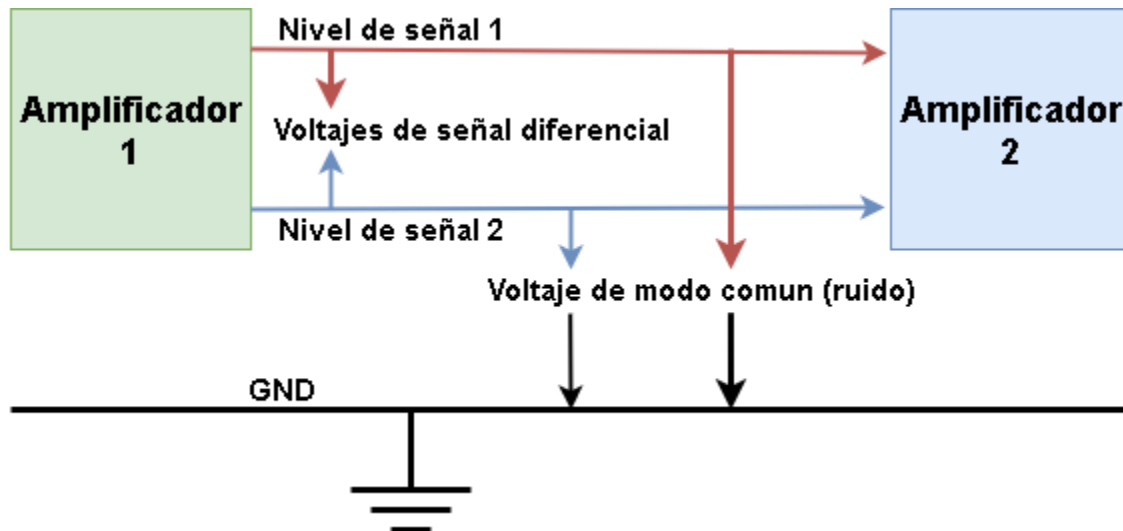 Nivel de señal 1
Amplificador
1
Voltajes de señal diferencial
Amplificador
2
Nivel de señal 2
Voltaje de modo comun (ruido)
GND